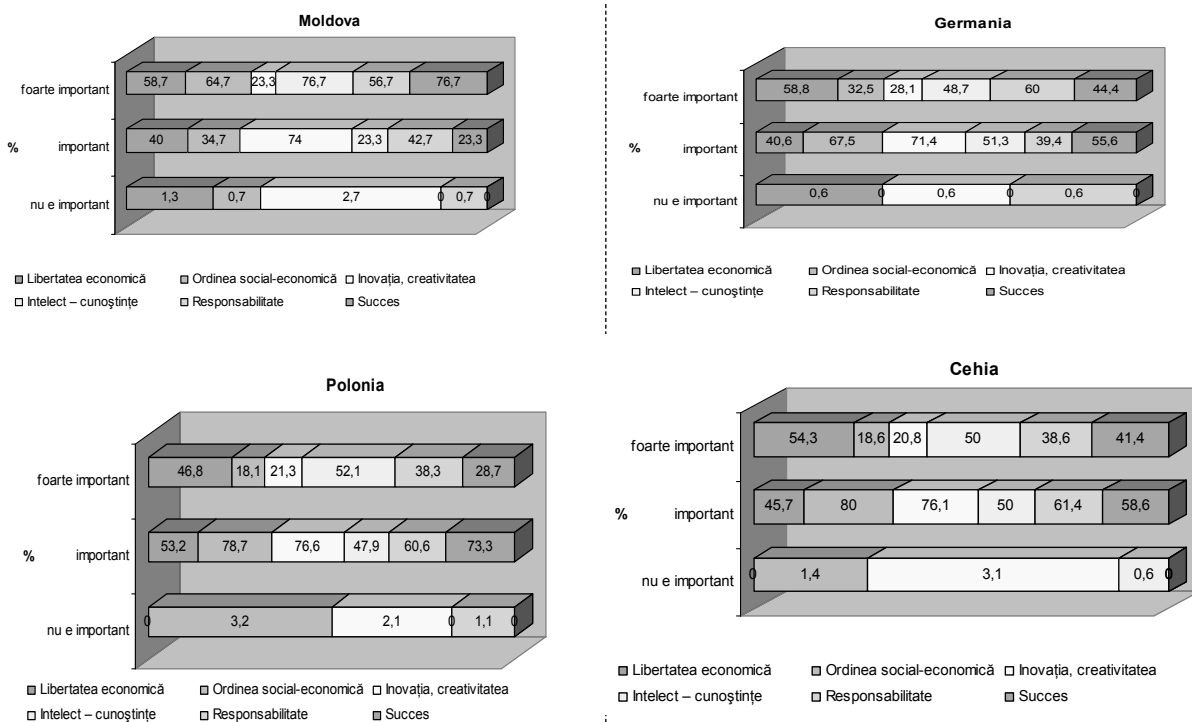 Moldova
foarte important
58,7 64,7 23,3 76,7 56,7 76,7
% important
40 34,7 74 23,3 42,7 23,3
nu e important
1,3 0,7 2,7 0 0,7 0
Libertatea economică Ordinea social-economică Inovația, creativitatea
Intelect – cunoştințe Responsabilitate Succes
Germania
foarte important
58,8 32,5 28,1 48,7 60 44,4
% important
40,6 67,5 71,4 51,3 39,4 55,6
nu e important
0,6 0 0,6 0 0,6 0
Libertatea economică Ordinea social-economică Inovația, creativitatea
Intelect – cunoştințe Responsabilitate Succes
Polonia
foarte important
46,8 18,1 21,3 52,1 38,3 28,7
% important
53,2 78,7 76,6 47,9 60,6 73,3
nu e important
0 3,2 2,1 0 1,1 0
Libertatea economică Ordinea social-economică Inovația, creativitatea
Intelect – cunoştințe Responsabilitate Succes
Cehia
foarte important
54,3 18,6 20,8 50 38,6 41,4
% important
45,7 80 76,1 50 61,4 58,6
nu e important
0 1,4 3,1 0,6 0
Libertatea economică Ordinea social-economică Inovația, creativitatea
Intelect – cunoştințe Responsabilitate Succes